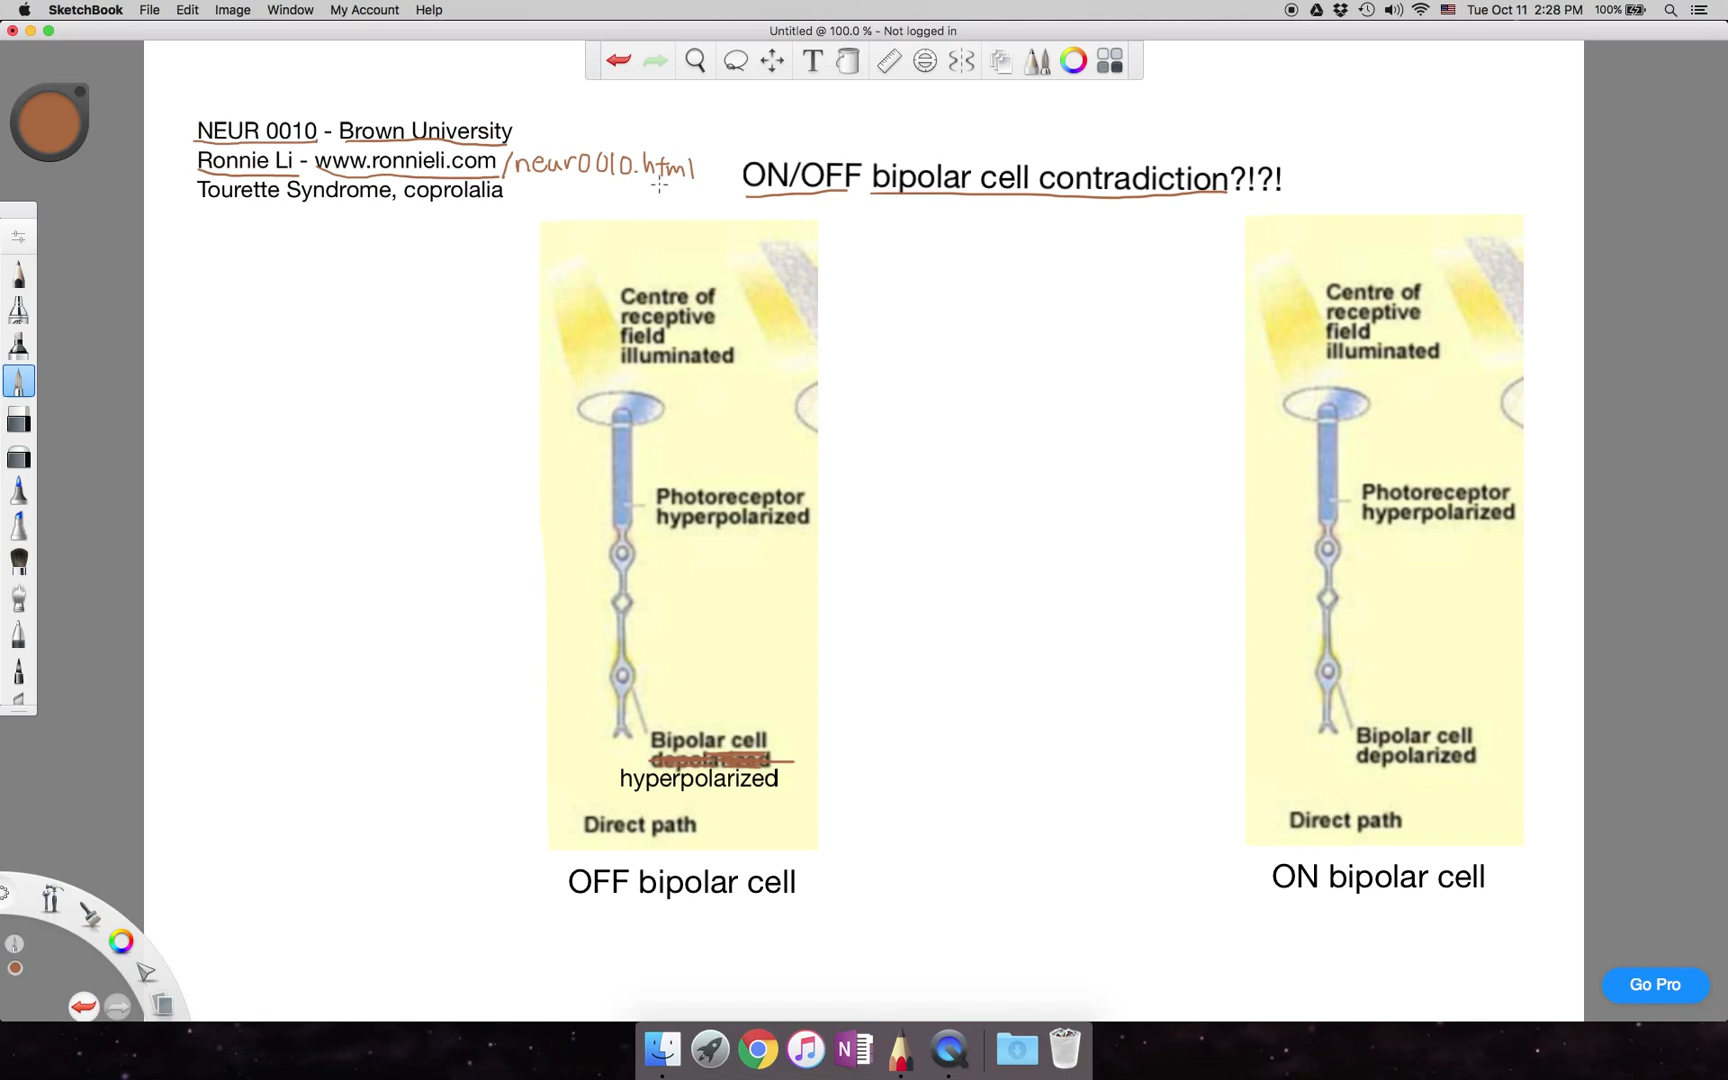 SketchBook File Edit Image Window My Account Help
100% Tue Oct 11 2:28 PM
Untitled @ 100.0 % - Not logged in
NEUR 0010 - Brown University
Ronnie Li - www.ronnieli.com /neur0010.html
Tourette Syndrome, coprolalia
ON/OFF bipolar cell contradiction?!?!
Centre of
receptive
field
illuminated
Photoreceptor
hyperpolarized
Bipolar cell
depolarized
hyperpolarized
Direct path
OFF bipolar cell
Centre of
receptive
field
illuminated
Photoreceptor
hyperpolarized
Bipolar cell
depolarized
Direct path
ON bipolar cell
Go Pro